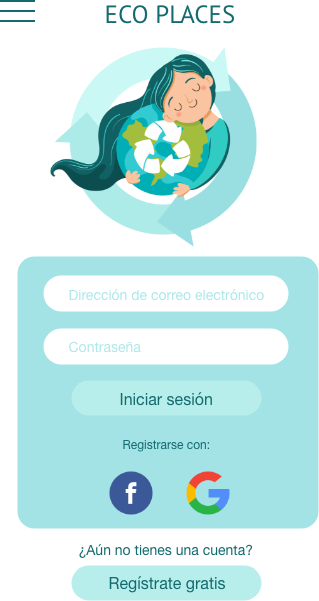 ECO PLACES
Dirección de correo electrónico
Contraseña
Iniciar sesión
Registrarse con:
f
G
¿Aún no tienes una cuenta?
Regístrate gratis